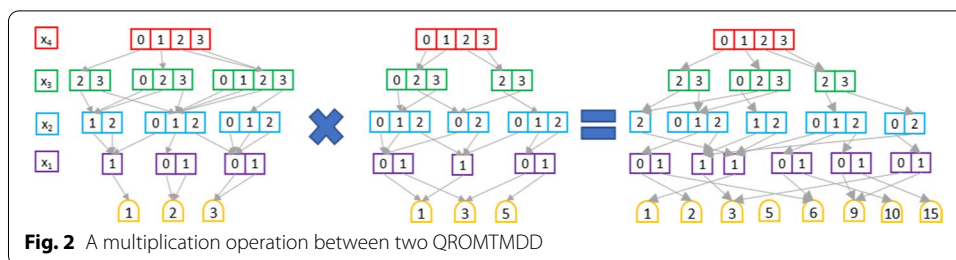 x₄ 0 1 2 3 0 1 2 3 0 1 2 3
x₃ 2 3 0 2 3 0 1 2 3 0 2 3 2 3 2 3 0 2 3 2 3
x₂ 1 2 0 1 2 0 1 2 0 1 2 0 2 0 1 2 2 0 1 2 1 2 0 1 2 0 2
x₁ 1 0 1 0 1 0 1 1 0 1 0 1 1 1 0 1 0 1 0 1
1 2 3 1 3 5 1 2 3 5 6 9 10 15
Fig. 2 A multiplication operation between two QROMTMDD